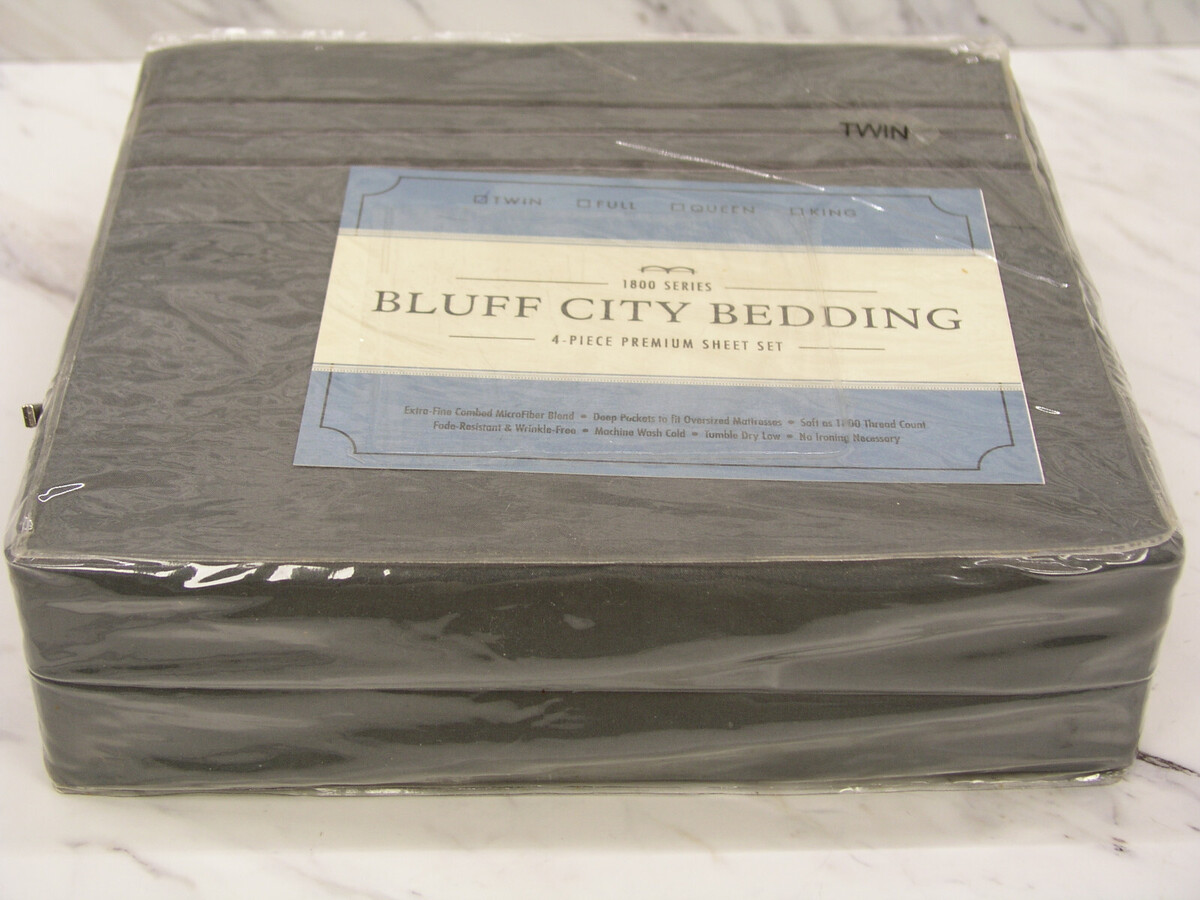 TWIN
☑ TWIN ☐ FULL ☐ QUEEN ☐ KING
1800 SERIES
BLUFF CITY BEDDING
4-PIECE PREMIUM SHEET SET
Extra-Fine Combed MicroFiber Blend • Deep Pockets to fit Oversized Mattresses • Soft as 1800 Thread Count
Fade-Resistant & Wrinkle-Free • Machine Wash Cold • Tumble Dry Low • No Ironing Necessary